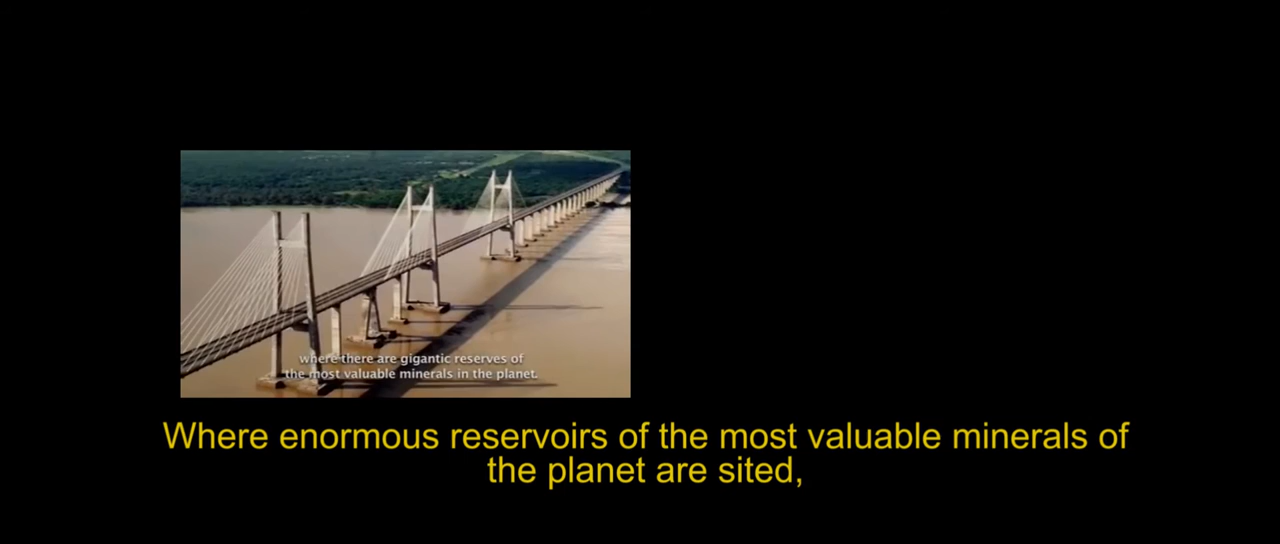 where there are gigantic reserves of
the most valuable minerals in the planet.
Where enormous reservoirs of the most valuable minerals of
the planet are sited,